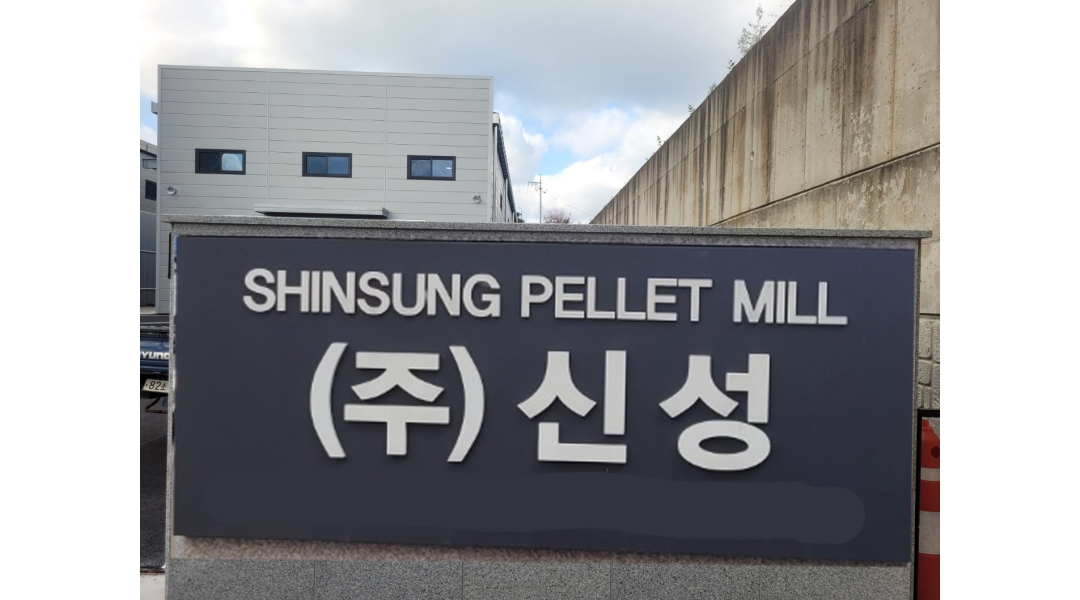 SHINSUNG PELLET MILL
(주)신성